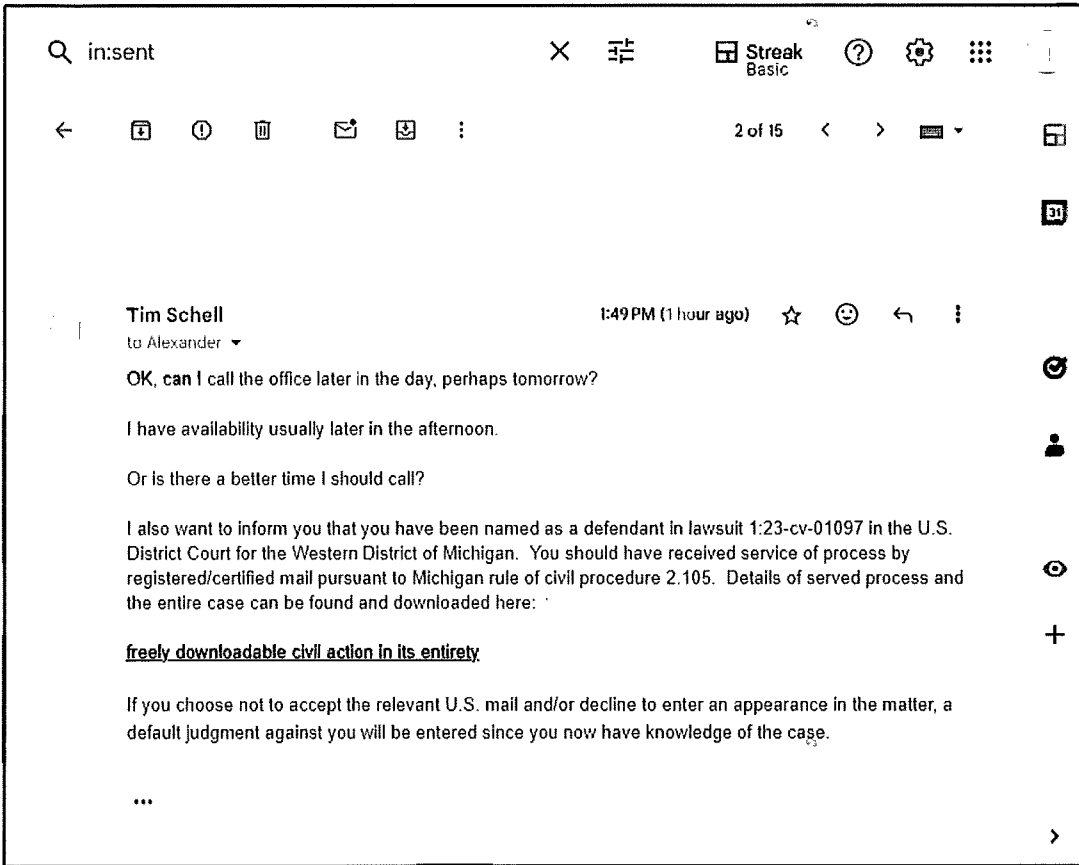 in:sent
Streak
Basic
2 of 15
31
Tim Schell
1:49 PM (1 hour ago)
to Alexander
OK, can I call the office later in the day, perhaps tomorrow?
I have availability usually later in the afternoon.
Or is there a better time I should call?
I also want to inform you that you have been named as a defendant in lawsuit 1:23-cv-01097 in the U.S.
District Court for the Western District of Michigan. You should have received service of process by
registered/certified mail pursuant to Michigan rule of civil procedure 2.105. Details of served process and
the entire case can be found and downloaded here:
freely downloadable civil action in its entirety
If you choose not to accept the relevant U.S. mail and/or decline to enter an appearance in the matter, a
default judgment against you will be entered since you now have knowledge of the case.